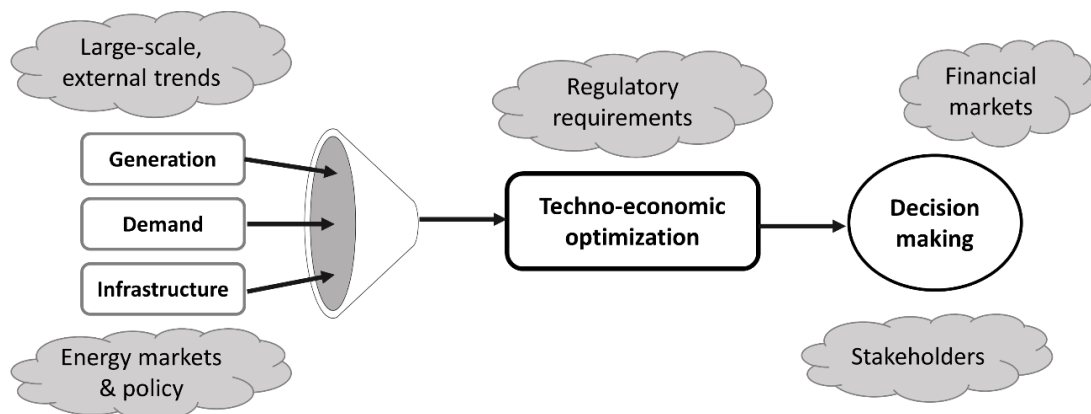 Large-scale,
external trends
Generation
Demand
Infrastructure
Energy markets
& policy
Regulatory
requirements
Techno-economic
optimization
Financial
markets
Decision
making
Stakeholders